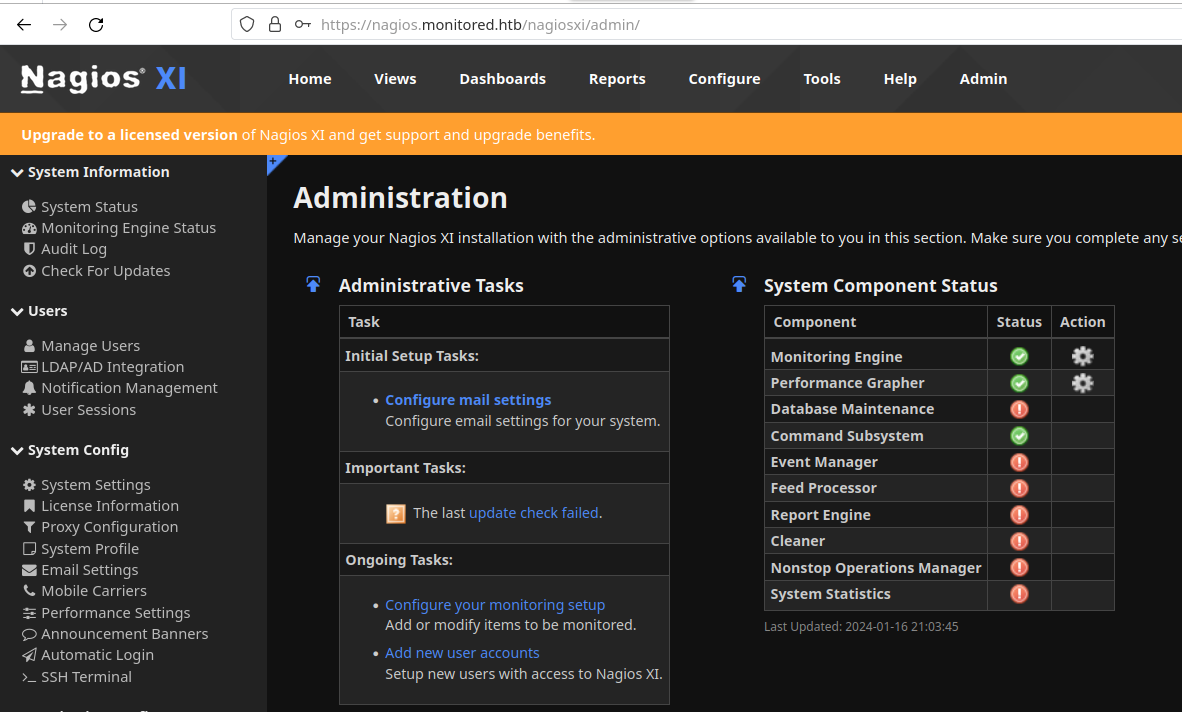 https://nagios.monitored.htb/nagiosxi/admin/
Nagios® XI
Home Views Dashboards Reports Configure Tools Help Admin
Upgrade to a licensed version of Nagios XI and get support and upgrade benefits.
System Information
System Status
Monitoring Engine Status
Audit Log
Check For Updates
Users
Manage Users
LDAP/AD Integration
Notification Management
User Sessions
System Config
System Settings
License Information
Proxy Configuration
System Profile
Email Settings
Mobile Carriers
Performance Settings
Announcement Banners
Automatic Login
SSH Terminal
Administration
Manage your Nagios XI installation with the administrative options available to you in this section. Make sure you complete any
Administrative Tasks
Task
Initial Setup Tasks:
• Configure mail settings
Configure email settings for your system.
Important Tasks:
The last update check failed.
Ongoing Tasks:
• Configure your monitoring setup
Add or modify items to be monitored.
• Add new user accounts
Setup new users with access to Nagios XI.
System Component Status
Component Status Action
Monitoring Engine
Performance Grapher
Database Maintenance
Command Subsystem
Event Manager
Feed Processor
Report Engine
Cleaner
Nonstop Operations Manager
System Statistics
Last Updated: 2024-01-16 21:03:45